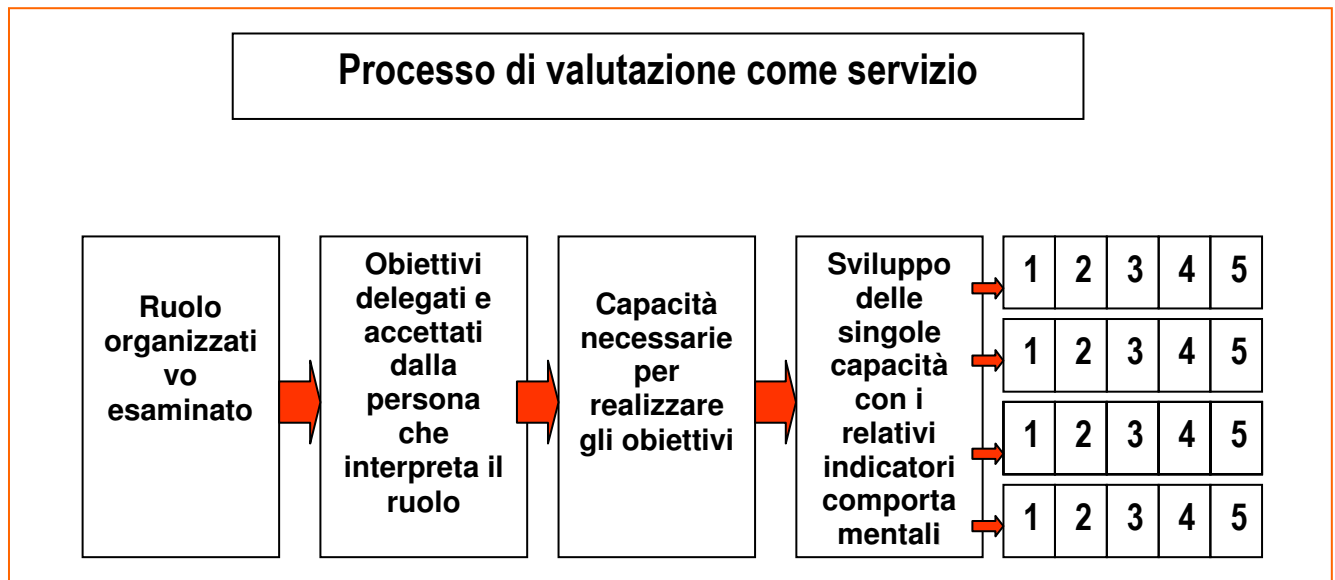 Processo di valutazione come servizio
Ruolo
organizzati
vo
esaminato
Obiettivi
delegati e
accettati
dalla
persona
che
interpreta il
ruolo
Capacità
necessarie
per
realizzare
gli obiettivi
Sviluppo
delle
singole
capacità
con i
relativi
indicatori
comporta
mentali
1 2 3 4 5
1 2 3 4 5
1 2 3 4 5
1 2 3 4 5